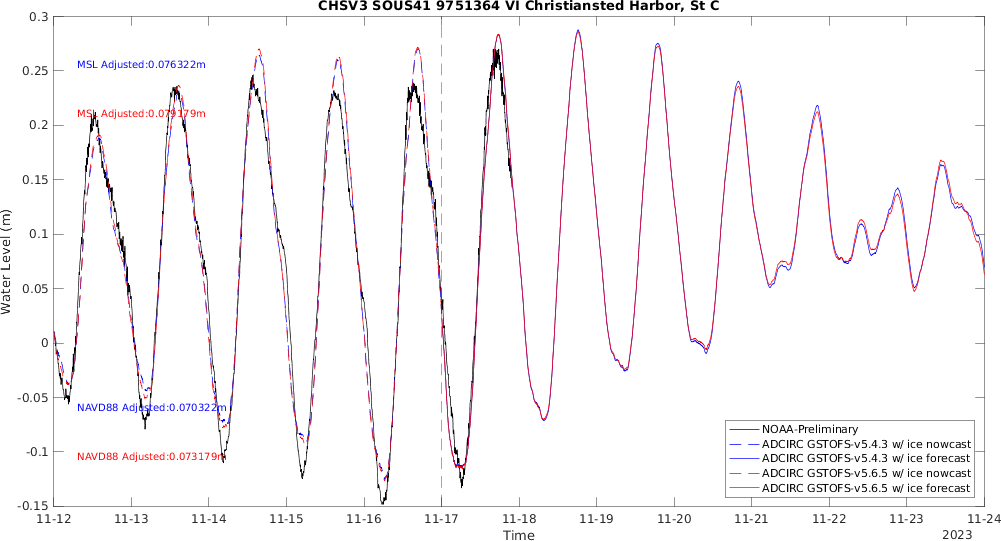 CHSV3 SOUS41 9751364 VI Christiansted Harbor, St C
0.3
0.25
0.2
0.15
0.1
0.05
0
-0.05
-0.1
-0.15
Water Level (m)
MSL Adjusted:0.076322m
MSL Adjusted:0.079179m
NAVD88 Adjusted:0.070322m
NAVD88 Adjusted:0.073179m
NOAA-Preliminary
ADCIRC GSTOFS-v5.4.3 w/ ice nowcast
ADCIRC GSTOFS-v5.4.3 w/ ice forecast
ADCIRC GSTOFS-v5.6.5 w/ ice nowcast
ADCIRC GSTOFS-v5.6.5 w/ ice forecast
11-12 11-13 11-14 11-15 11-16 11-17 11-18 11-19 11-20 11-21 11-22 11-23 11-24
Time
2023